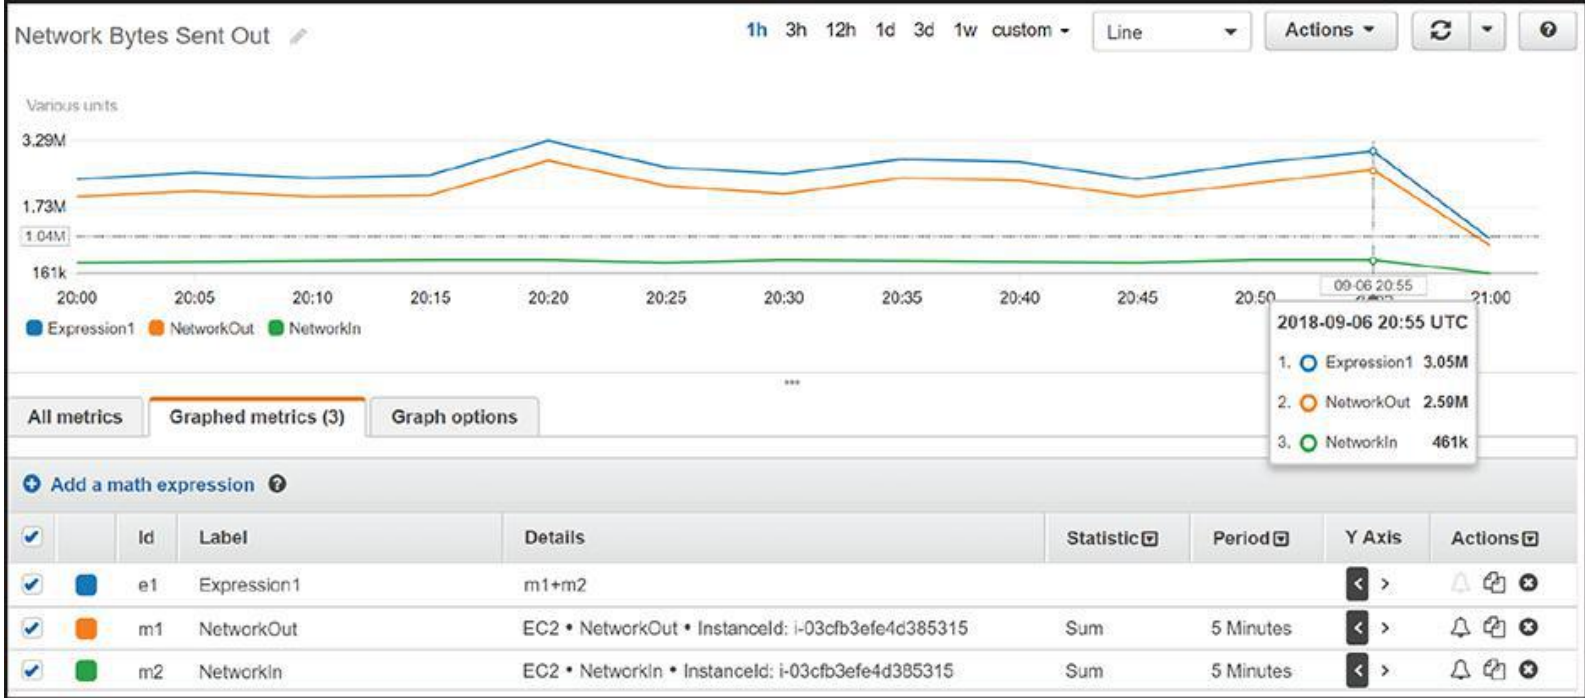 Network Bytes Sent Out
1h 3h 12h 1d 3d 1w custom
Line
Actions
Various units
3.29M
1.73M
1.04M
161k
20:00 20:05 20:10 20:15 20:20 20:25 20:30 20:35 20:40 20:45 20:50 21:00
09-06 20:55
Expression1 NetworkOut NetworkIn
2018-09-06 20:55 UTC
1. Expression1 3.05M
2. NetworkOut 2.59M
3. NetworkIn 461k
All metrics Graphed metrics (3) Graph options
Add a math expression ?
Id Label Details Statistic Period Y Axis Actions
e1 Expression1 m1+m2 < >
m1 NetworkOut EC2 • NetworkOut • InstanceId: i-03cfb3efe4d385315 Sum 5 Minutes < >
m2 NetworkIn EC2 • NetworkIn • InstanceId: i-03cfb3efe4d385315 Sum 5 Minutes < >